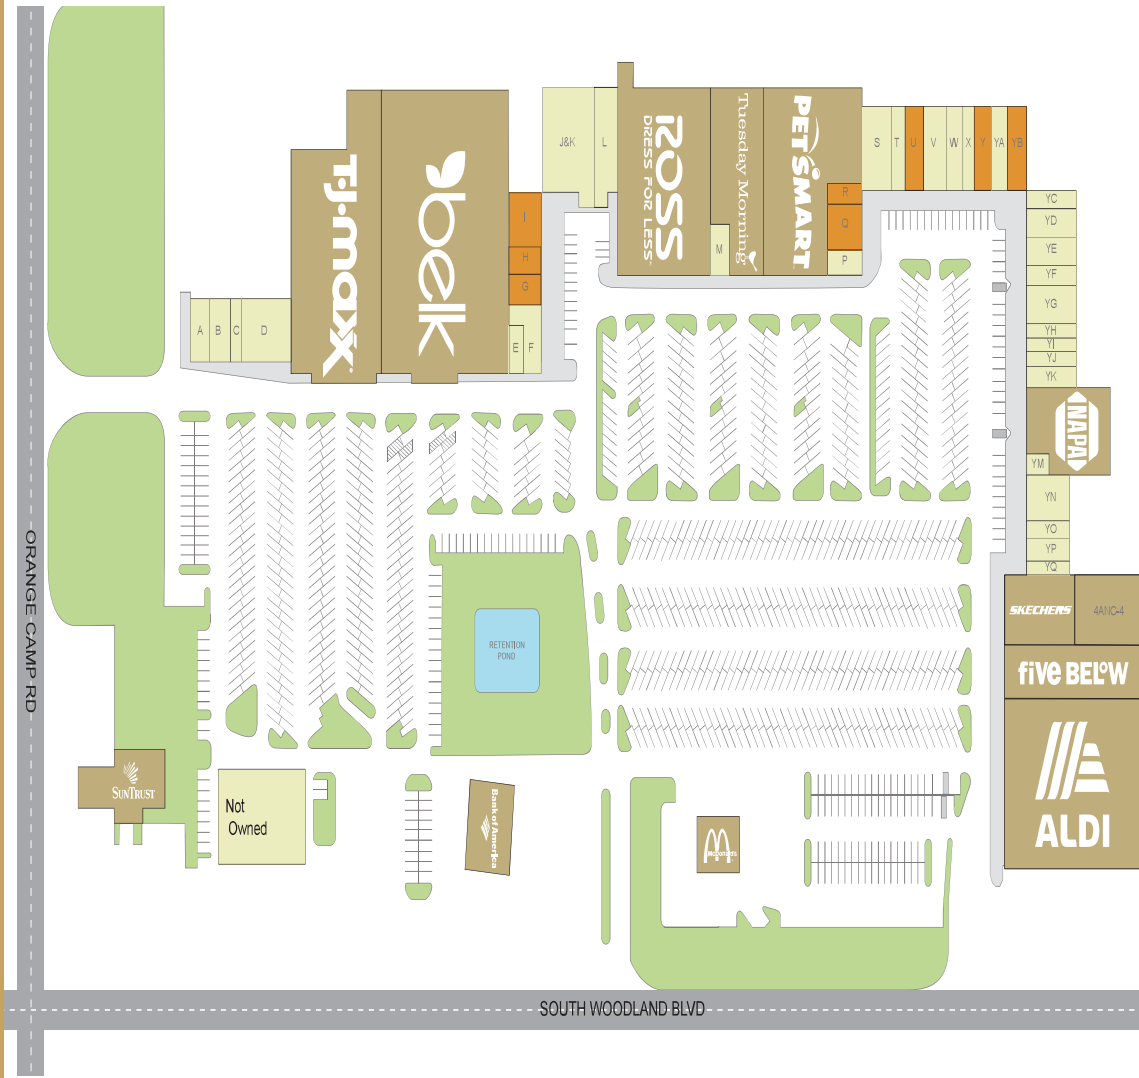 J&K
L
ROSS
DRESS FOR LESS
M
Tuesday Morning
PETSMART
R
Q
P
S
T
U
V
W
X
Y
YA
YB
YC
YD
YE
YF
YG
YH
YI
YJ
YK
NAPA
YM
YN
YO
YP
YQ
T·J·maxx
belk
I
H
G
E
F
A
B
C
D
ORANGE CAMP RD
RETENTION
POND
SKECHERS
4ANC-4
five BELOW
ALDI
SUNTRUST
Not
Owned
Bank of America
McDonald's
SOUTH WOODLAND BLVD